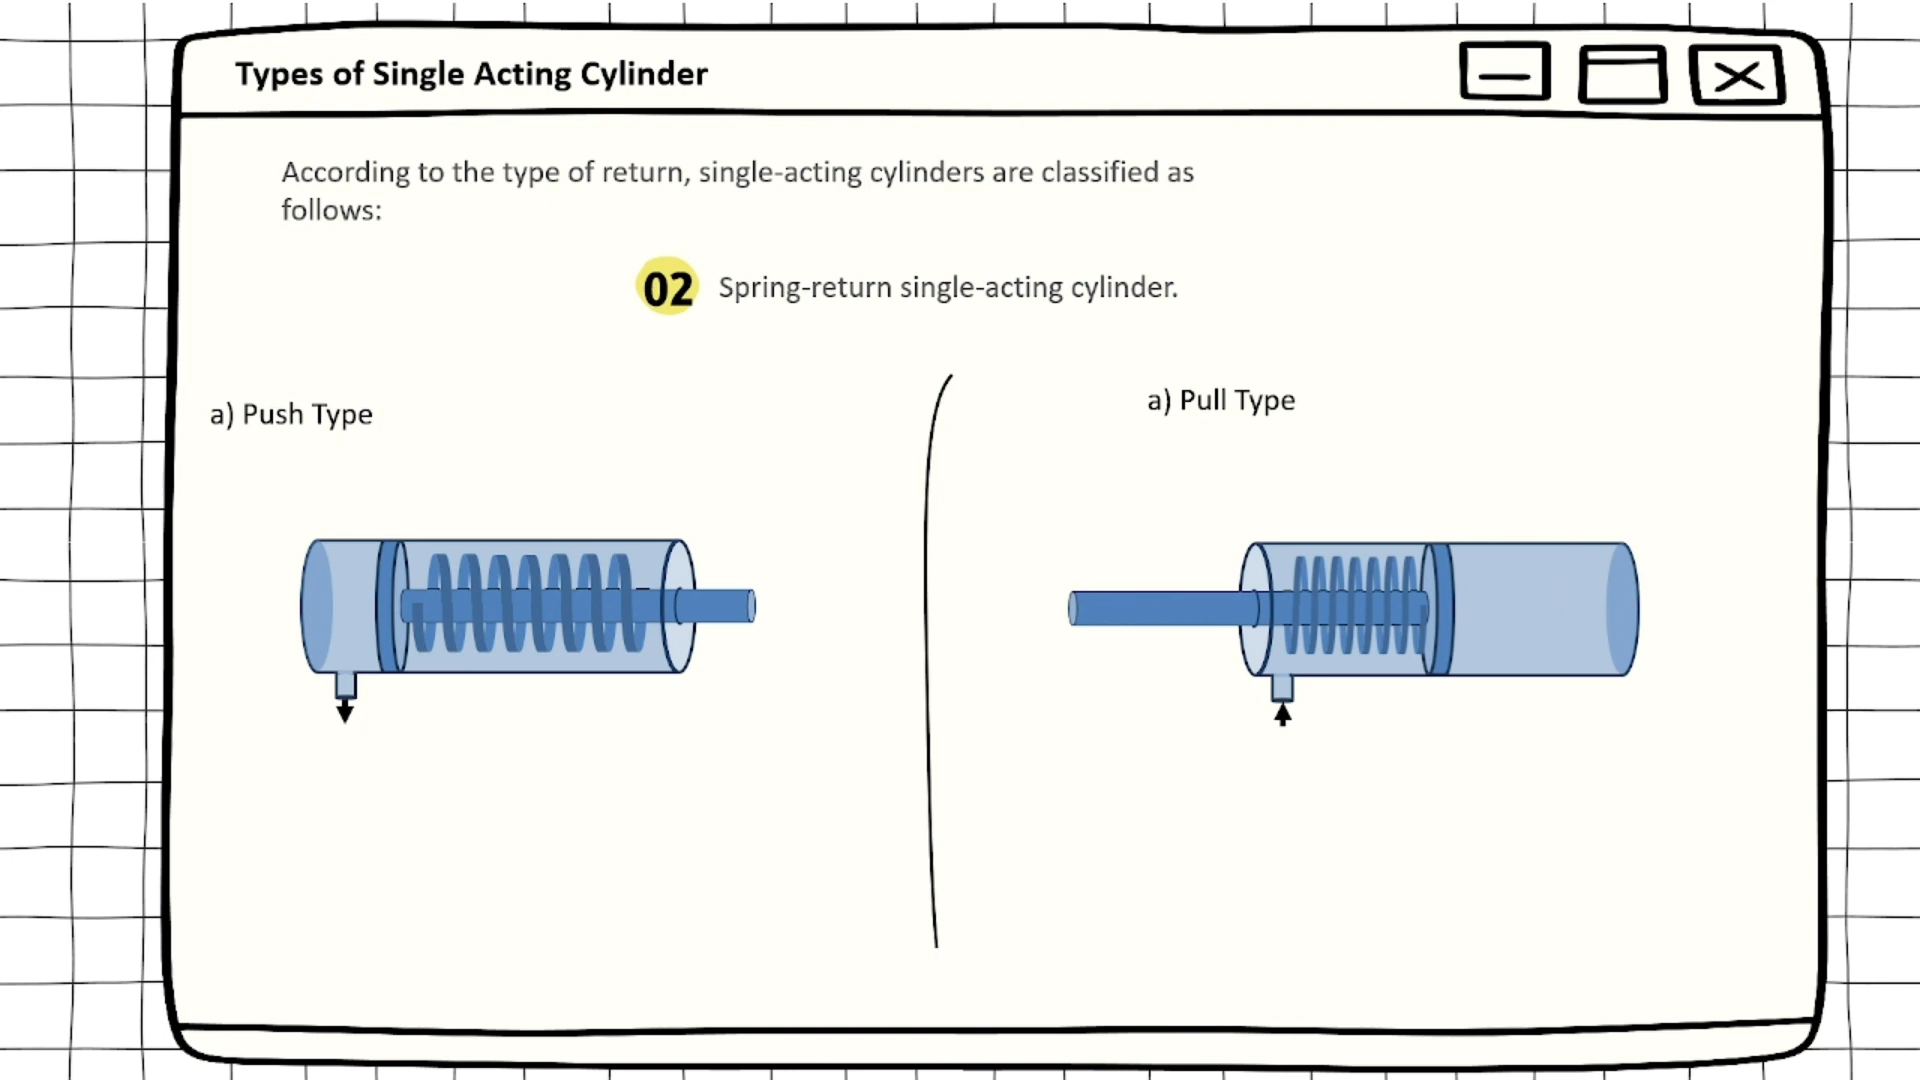 Types of Single Acting Cylinder
According to the type of return, single-acting cylinders are classified as
follows:
02 Spring-return single-acting cylinder.
a) Push Type
a) Pull Type